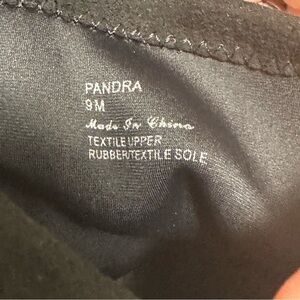 PANDRA
9M
Made In China
TEXTILE UPPER
RUBBER/TEXTILE SOLE